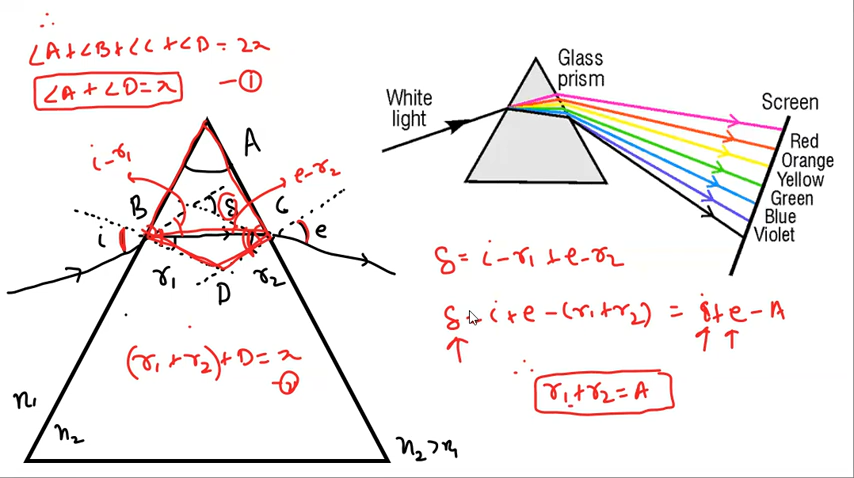 ∴
∠A+∠B+∠C+∠D=2π
∠A+∠D=π —①
A
i-r₁
e-r₂
B
δ
C
i
e
r₁
r₂
D
(r₁+r₂)+D=π
—②
n₁
n₂
n₂>n₁
Glass
prism
White
light
Screen
Red
Orange
Yellow
Green
Blue
Violet
δ= i-r₁+e-r₂
δ = i+e-(r₁+r₂) = i+e-A
∴
r₁+r₂=A